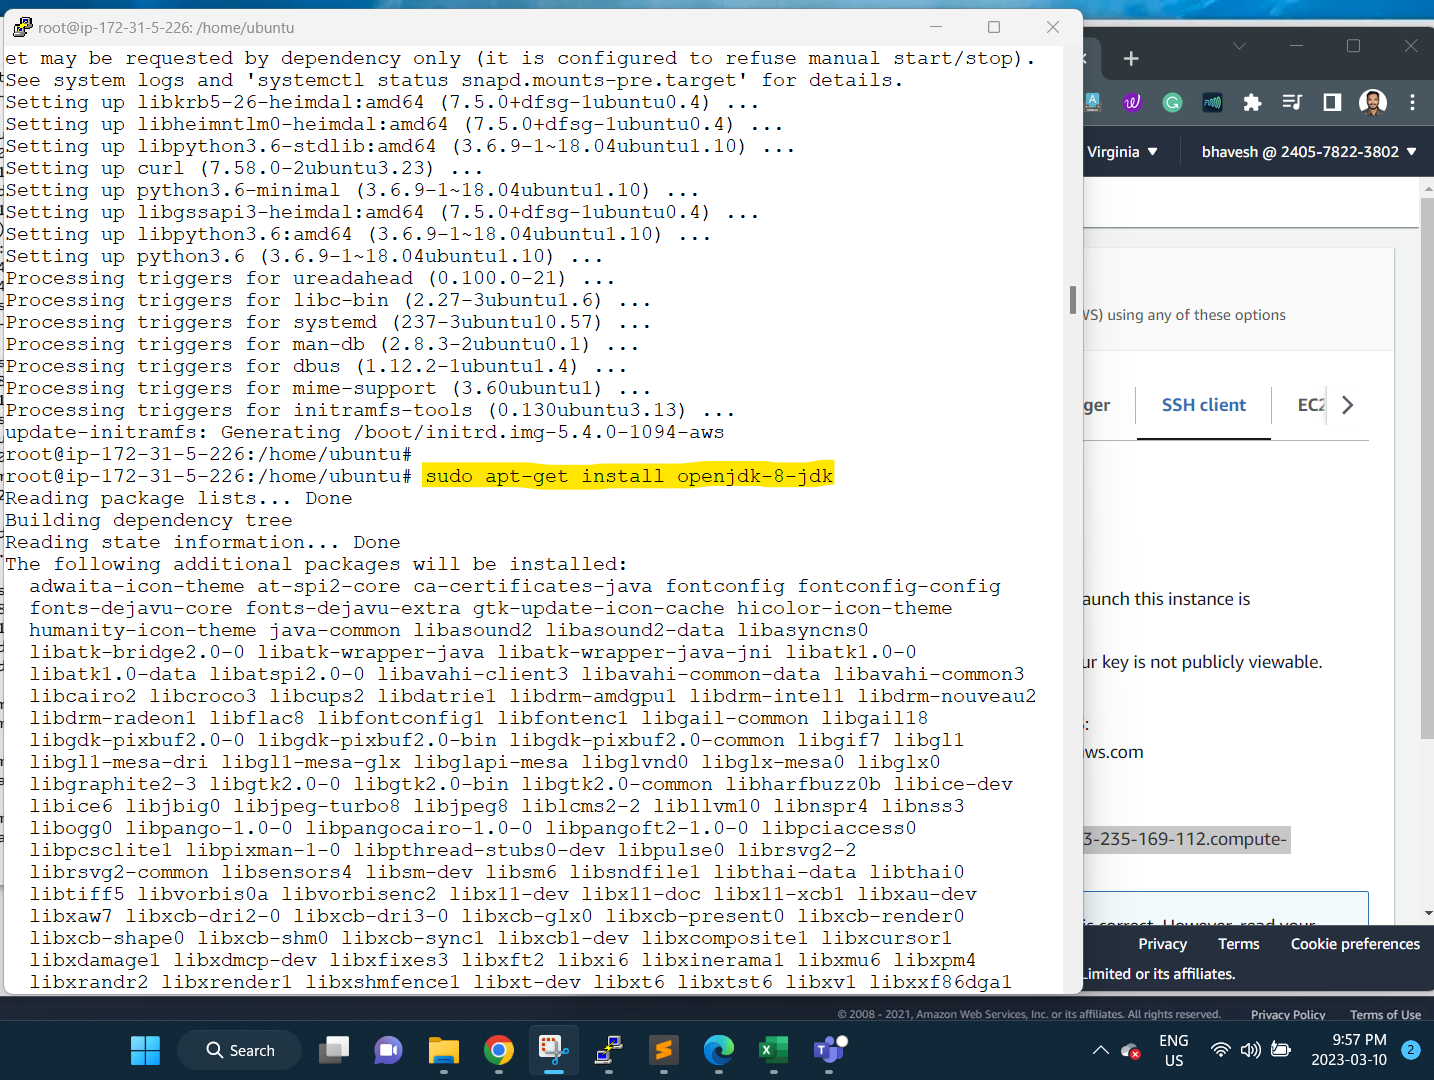 root@ip-172-31-5-226: /home/ubuntu
et may be requested by dependency only (it is configured to refuse manual start/stop).
See system logs and 'systemctl status snapd.mounts-pre.target' for details.
Setting up libkrb5-26-heimdal:amd64 (7.5.0+dfsg-1ubuntu0.4) ...
Setting up libheimntlm0-heimdal:amd64 (7.5.0+dfsg-1ubuntu0.4) ...
Setting up libpython3.6-stdlib:amd64 (3.6.9-1~18.04ubuntu1.10) ...
Setting up curl (7.58.0-2ubuntu3.23) ...
Setting up python3.6-minimal (3.6.9-1~18.04ubuntu1.10) ...
Setting up libgssapi3-heimdal:amd64 (7.5.0+dfsg-1ubuntu0.4) ...
Setting up libpython3.6:amd64 (3.6.9-1~18.04ubuntu1.10) ...
Setting up python3.6 (3.6.9-1~18.04ubuntu1.10) ...
Processing triggers for ureadahead (0.100.0-21) ...
Processing triggers for libc-bin (2.27-3ubuntu1.6) ...
Processing triggers for systemd (237-3ubuntu10.57) ...
Processing triggers for man-db (2.8.3-2ubuntu0.1) ...
Processing triggers for dbus (1.12.2-1ubuntu1.4) ...
Processing triggers for mime-support (3.60ubuntu1) ...
Processing triggers for initramfs-tools (0.130ubuntu3.13) ...
update-initramfs: Generating /boot/initrd.img-5.4.0-1094-aws
root@ip-172-31-5-226:/home/ubuntu#
root@ip-172-31-5-226:/home/ubuntu# sudo apt-get install openjdk-8-jdk
Reading package lists... Done
Building dependency tree
Reading state information... Done
The following additional packages will be installed:
adwaita-icon-theme at-spi2-core ca-certificates-java fontconfig fontconfig-config
fonts-dejavu-core fonts-dejavu-extra gtk-update-icon-cache hicolor-icon-theme
humanity-icon-theme java-common libasound2 libasound2-data libasyncns0
libatk-bridge2.0-0 libatk-wrapper-java libatk-wrapper-java-jni libatk1.0-0
libatk1.0-data libatspi2.0-0 libavahi-client3 libavahi-common-data libavahi-common3
libcairo2 libcroco3 libcups2 libdatrie1 libdrm-amdgpu1 libdrm-intel1 libdrm-nouveau2
libdrm-radeon1 libflac8 libfontconfig1 libfontenc1 libgail-common libgail18
libgdk-pixbuf2.0-0 libgdk-pixbuf2.0-bin libgdk-pixbuf2.0-common libgif7 libgl1
libgl1-mesa-dri libgl1-mesa-glx libglapi-mesa libglvnd0 libglx-mesa0 libglx0
libgraphite2-3 libgtk2.0-0 libgtk2.0-bin libgtk2.0-common libharfbuzz0b libice-dev
libice6 libjbig0 libjpeg-turbo8 libjpeg8 liblcms2-2 libllvm10 libnspr4 libnss3
libogg0 libpango-1.0-0 libpangocairo-1.0-0 libpangoft2-1.0-0 libpciaccess0
libpcsclite1 libpixman-1-0 libpthread-stubs0-dev libpulse0 librsvg2-2
librsvg2-common libsensors4 libsm-dev libsm6 libsndfile1 libthai-data libthai0
libtiff5 libvorbis0a libvorbisenc2 libx11-dev libx11-doc libx11-xcb1 libxau-dev
libxaw7 libxcb-dri2-0 libxcb-dri3-0 libxcb-glx0 libxcb-present0 libxcb-render0
libxcb-shape0 libxcb-shm0 libxcb-sync1 libxcb1-dev libxcomposite1 libxcursor1
libxdamage1 libxdmcp-dev libxfixes3 libxft2 libxi6 libxinerama1 libxmu6 libxpm4
libxrandr2 libxrender1 libxshmfence1 libxt-dev libxt6 libxtst6 libxv1 libxxf86dga1
Virginia bhavesh @ 2405-7822-3802
WS) using any of these options
ger SSH client EC2
aunch this instance is
ur key is not publicly viewable.
s:
ws.com
3-235-169-112.compute-
is correct. However, read your
Privacy Terms Cookie preferences
Limited or its affiliates.
© 2008 - 2021, Amazon Web Services, Inc. or its affiliates. All rights reserved. Privacy Policy Terms of Use
Search
ENG
US
9:57 PM
2023-03-10
2